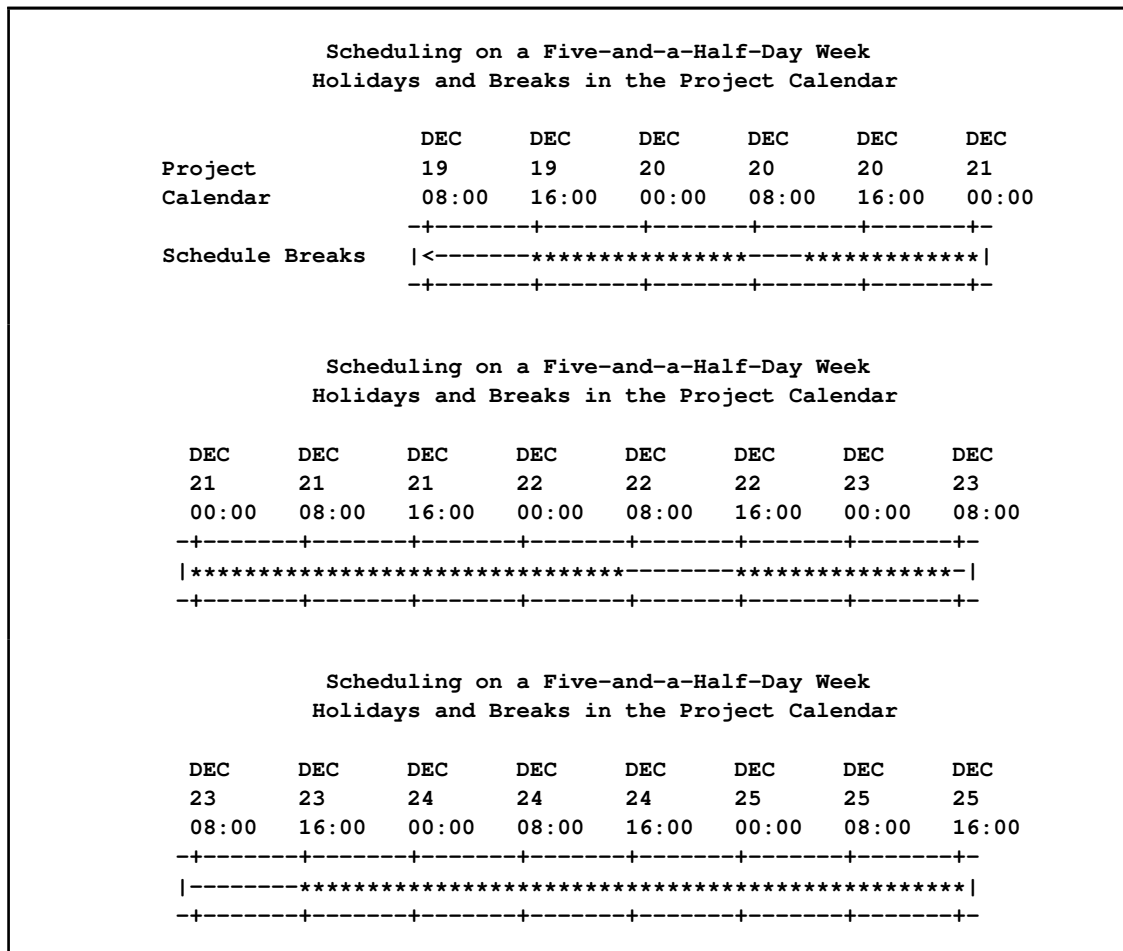 Scheduling on a Five-and-a-Half-Day Week
Holidays and Breaks in the Project Calendar
DEC DEC DEC DEC DEC DEC
Project 19 19 20 20 20 21
Calendar 08:00 16:00 00:00 08:00 16:00 00:00
-+-------+-------+-------+-------+-------+-
Schedule Breaks |<-------****************----*************|
-+-------+-------+-------+-------+-------+-
Scheduling on a Five-and-a-Half-Day Week
Holidays and Breaks in the Project Calendar
DEC DEC DEC DEC DEC DEC DEC DEC
21 21 21 22 22 22 23 23
00:00 08:00 16:00 00:00 08:00 16:00 00:00 08:00
-+-------+-------+-------+-------+-------+-------+-------+-
|********************************--------****************-|
-+-------+-------+-------+-------+-------+-------+-------+-
Scheduling on a Five-and-a-Half-Day Week
Holidays and Breaks in the Project Calendar
DEC DEC DEC DEC DEC DEC DEC DEC
23 23 24 24 24 25 25 25
08:00 16:00 00:00 08:00 16:00 00:00 08:00 16:00
-+-------+-------+-------+-------+-------+-------+-------+-
|--------*************************************************|
-+-------+-------+-------+-------+-------+-------+-------+-